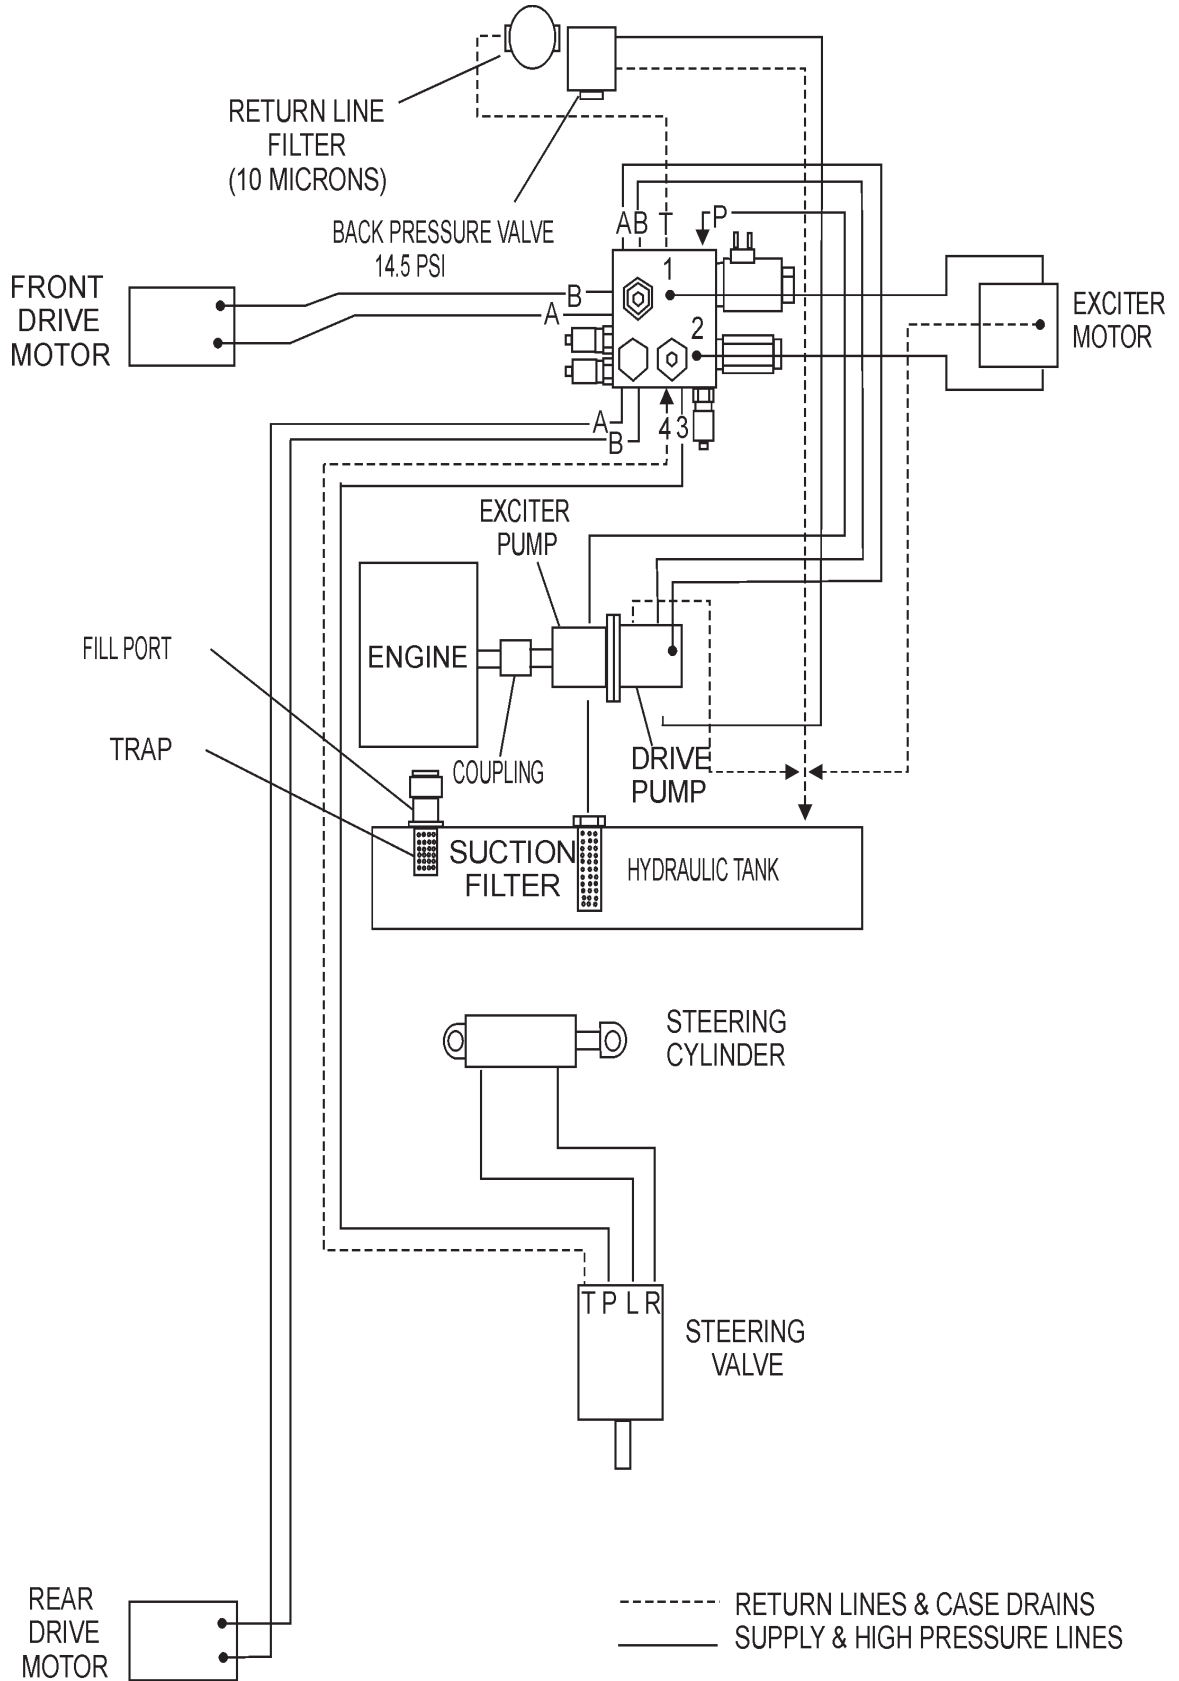 RETURN LINE
FILTER
(10 MICRONS)
BACK PRESSURE VALVE
14.5 PSI
A B T P
1
2
FRONT
DRIVE
MOTOR
B
A
EXCITER
MOTOR
A
B
4 3
EXCITER
PUMP
ENGINE
FILL PORT
TRAP
COUPLING
DRIVE
PUMP
SUCTION
FILTER
HYDRAULIC TANK
STEERING
CYLINDER
T P L R
STEERING
VALVE
REAR
DRIVE
MOTOR
RETURN LINES & CASE DRAINS
SUPPLY & HIGH PRESSURE LINES